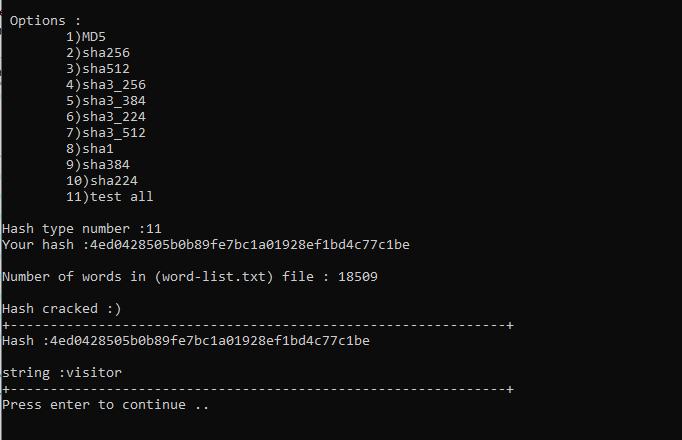 Options :
1)MD5
2)sha256
3)sha512
4)sha3_256
5)sha3_384
6)sha3_224
7)sha3_512
8)sha1
9)sha384
10)sha224
11)test all
Hash type number :11
Your hash :4ed0428505b0b89fe7bc1a01928ef1bd4c77c1be
Number of words in (word-list.txt) file : 18509
Hash cracked :)
+--------------------------------------------------------------+
Hash :4ed0428505b0b89fe7bc1a01928ef1bd4c77c1be
string :visitor
+--------------------------------------------------------------+
Press enter to continue ..